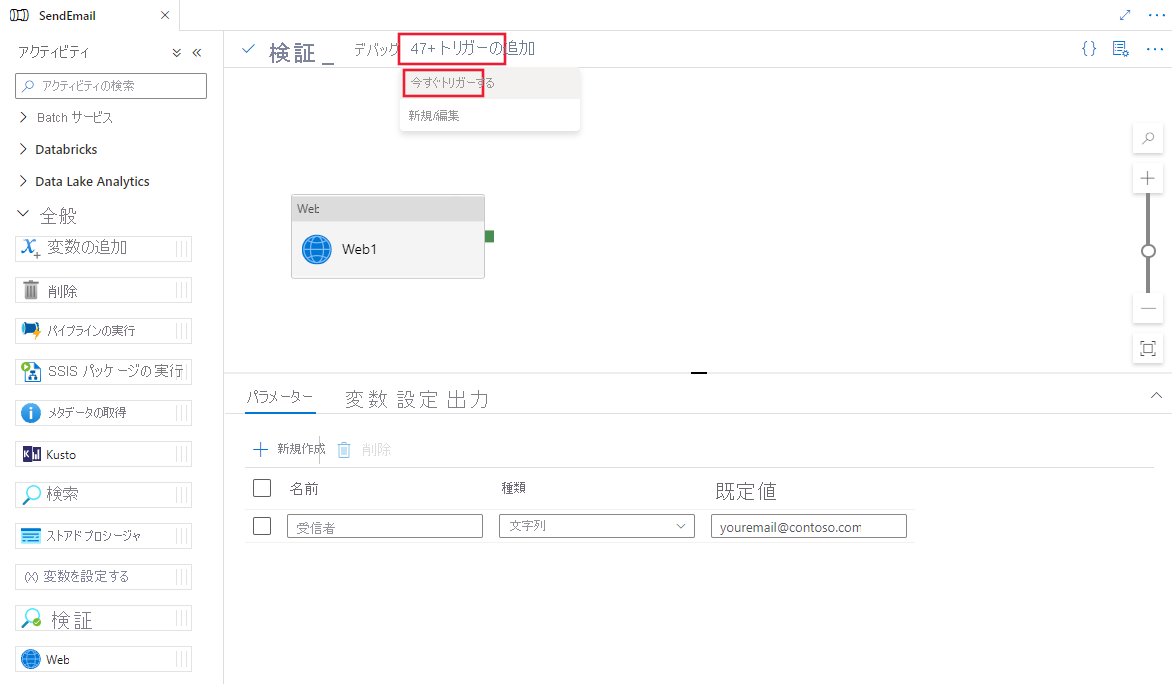 SendEmail
アクティビティ
アクティビティの検索
Batch サービス
Databricks
Data Lake Analytics
全般
変数の追加
削除
パイプラインの実行
SSIS パッケージの実行
メタデータの取得
Kusto
検索
ストアド プロシージャ
(x) 変数を設定する
検証
Web
検証 _ デバッグ 47+ トリガーの追加
今すぐトリガーする
新規/編集
Web
Web1
パラメーター 変数 設定 出力
新規作成 削除
名前 種類 既定値
受信者 文字列 youremail@contoso.com